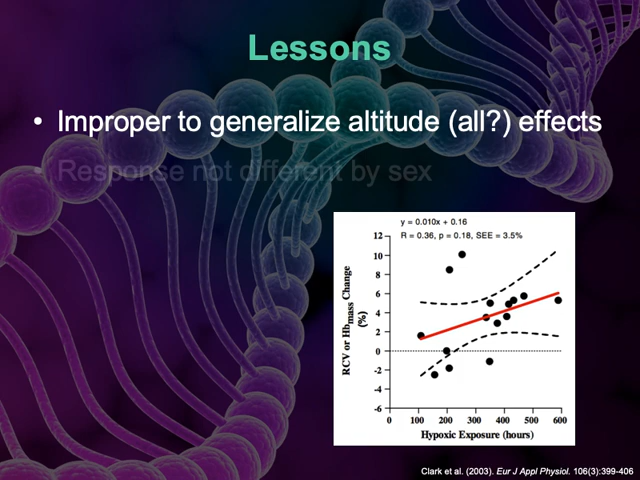 Lessons
• Improper to generalize altitude (all?) effects
• Response not different by sex
y = 0.010x + 0.16
R = 0.36, p = 0.18, SEE = 3.5%
RCV or Hbmass Change
(%)
12
10
8
6
4
2
0
-2
-4
-6
0 100 200 300 400 500 600
Hypoxic Exposure (hours)
Clark et al. (2003). Eur J Appl Physiol. 106(3):399-406